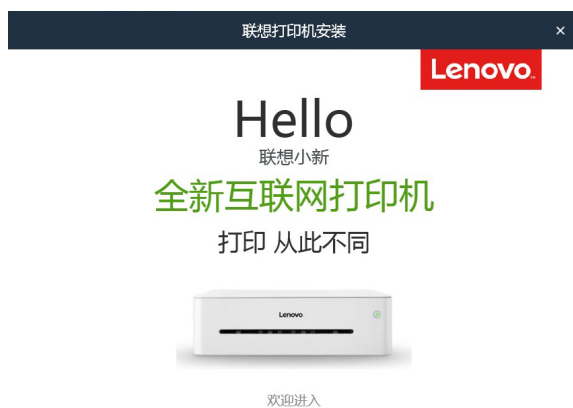 联想打印机安装
×
Lenovo
Hello
联想小新
全新互联网打印机
打印 从此不同
Lenovo
欢迎进入